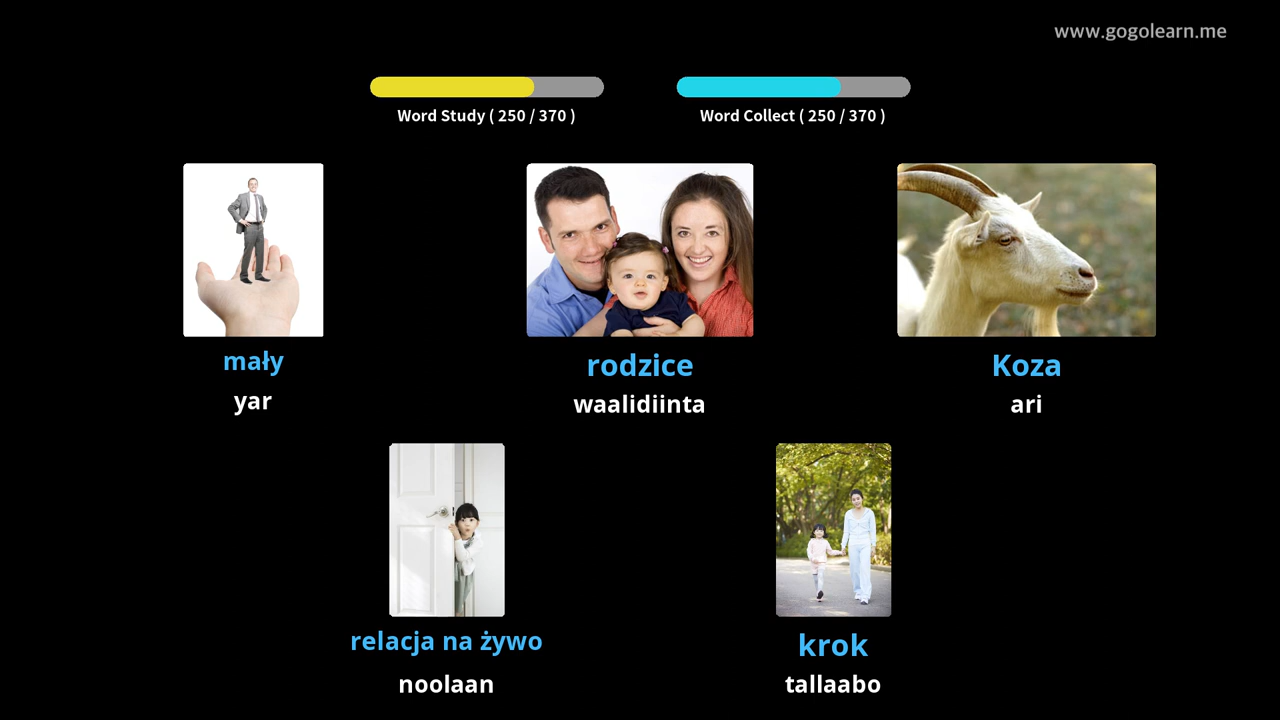 www.gogolearn.me
Word Study ( 250 / 370 )
Word Collect ( 250 / 370 )
mały
yar
rodzice
waalidiinta
Koza
ari
relacja na żywo
noolaan
krok
tallaabo